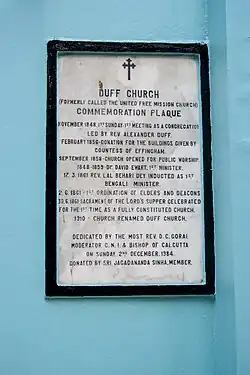 DUFF CHURCH
(FORMERLY CALLED THE UNITED FREE MISSION CHURCH)
COMMEMORATION PLAQUE
NOVEMBER 1848, 1ST SUNDAY-1ST MEETING AS A CONGREGATION
LED BY REV. ALEXANDER DUFF.
FEBRUARY 1850-DONATION FOR THE BUILDINGS GIVEN BY
COUNTESS OF EFFINGHAM.
SEPTEMBER 1858-CHURCH OPENED FOR PUBLIC WORSHIP.
1848-1859-DR. DAVID EWART, 1ST MINISTER.
17.3.1861 REV. LAL BEHARI DEY INDUCTED AS 1ST
BENGALI MINISTER.
2.6.1861-1ST ORDINATION OF ELDERS AND DEACONS
30.6.1861 SACRAMENT OF THE LORD'S SUPPER CELEBRATED
FOR THE 1ST TIME AS A FULLY CONSTITUTED CHURCH.
1910-CHURCH RENAMED DUFF CHURCH.
DEDICATED BY THE MOST REV. D.C. GORAI
MODERATOR C.N.I. & BISHOP OF CALCUTTA
ON SUNDAY 2ND DECEMBER, 1984.
DONATED BY SRI JAGADANANDA SINHA, MEMBER.